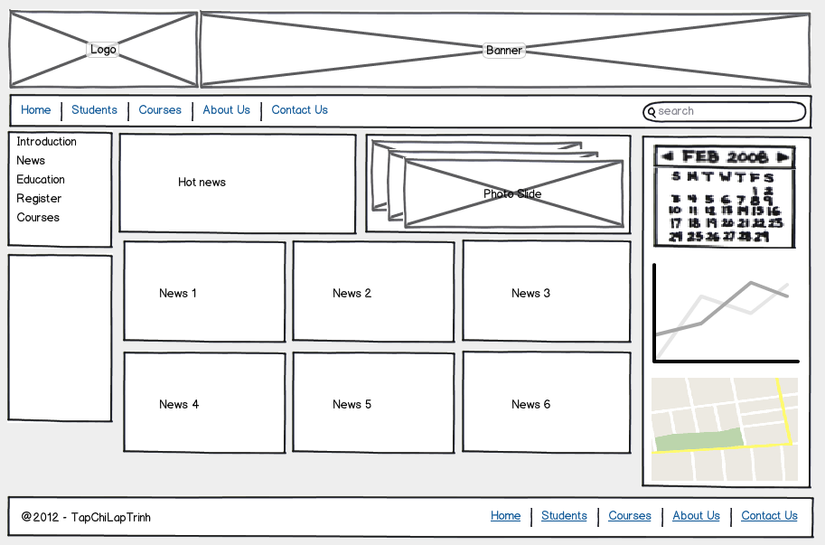 Logo
Banner
Home Students Courses About Us Contact Us
search
Introduction
News
Education
Register
Courses
Hot news
Photo Slide
FEB 2008
S M T W T F S
1 2
3 4 5 6 7 8 9
10 11 12 13 14 15 16
17 18 19 20 21 22 23
24 25 26 27 28 29
News 1
News 2
News 3
News 4
News 5
News 6
@2012 - TapChiLapTrinh
Home Students Courses About Us Contact Us